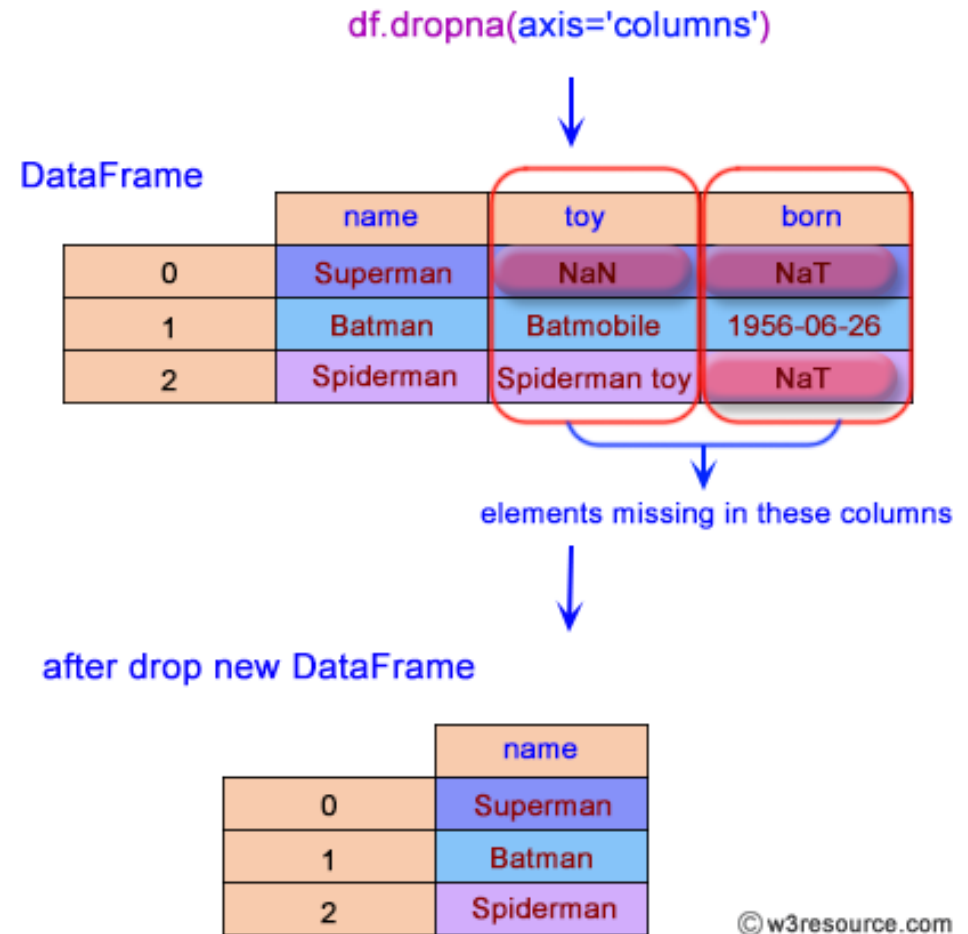 df.dropna(axis='columns')
DataFrame
name toy born
0 Superman NaN NaT
1 Batman Batmobile 1956-06-26
2 Spiderman Spiderman toy NaT
elements missing in these columns
after drop new DataFrame
name
0 Superman
1 Batman
2 Spiderman
© w3resource.com